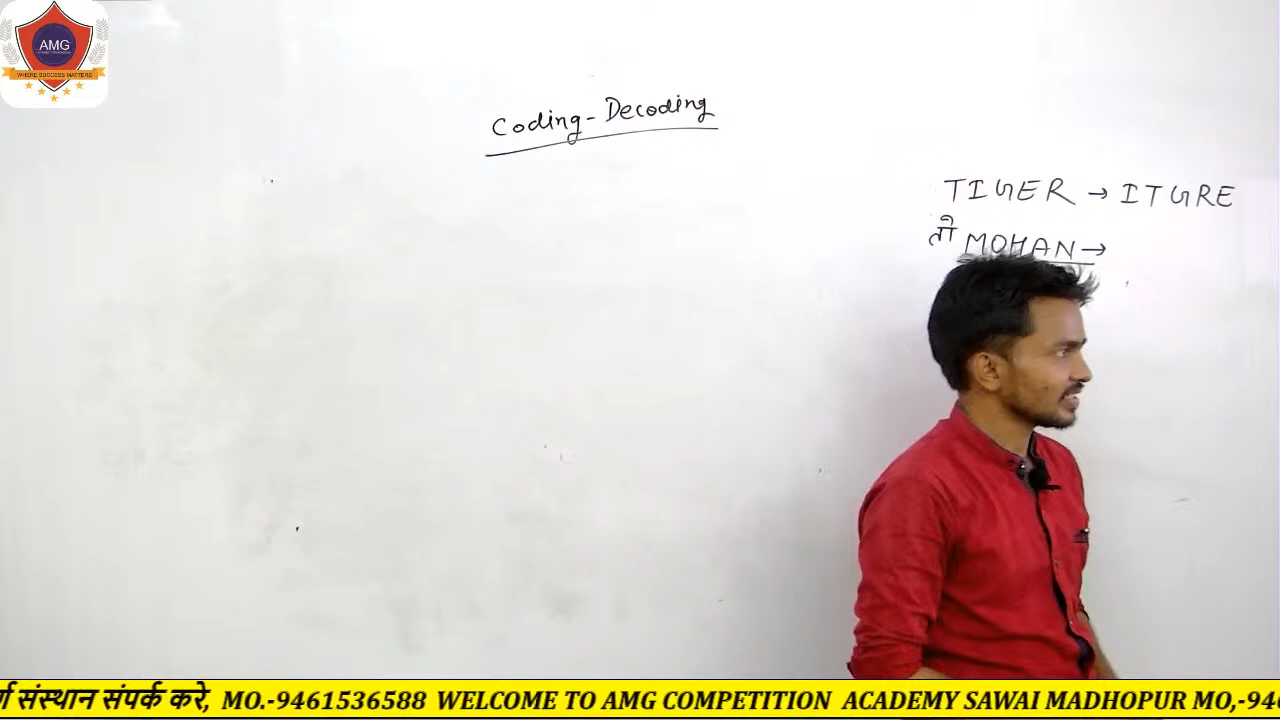 AMG
WHERE SUCCESS MATTERS
Coding-Decoding
TIGER → ITGRE
तो MOHAN →
संस्थान संपर्क करे, MO.-9461536588 WELCOME TO AMG COMPETITION ACADEMY SAWAI MADHOPUR MO,-946